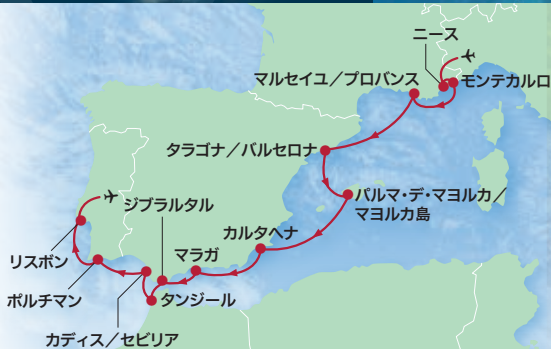 ニース
マルセイユ／プロバンス
モンテカルロ
タラゴナ／バルセロナ
パルマ・デ・マヨルカ／
マヨルカ島
ジブラルタル
カルタヘナ
マラガ
リスボン
ポルチマン
タンジール
カディス／セビリア